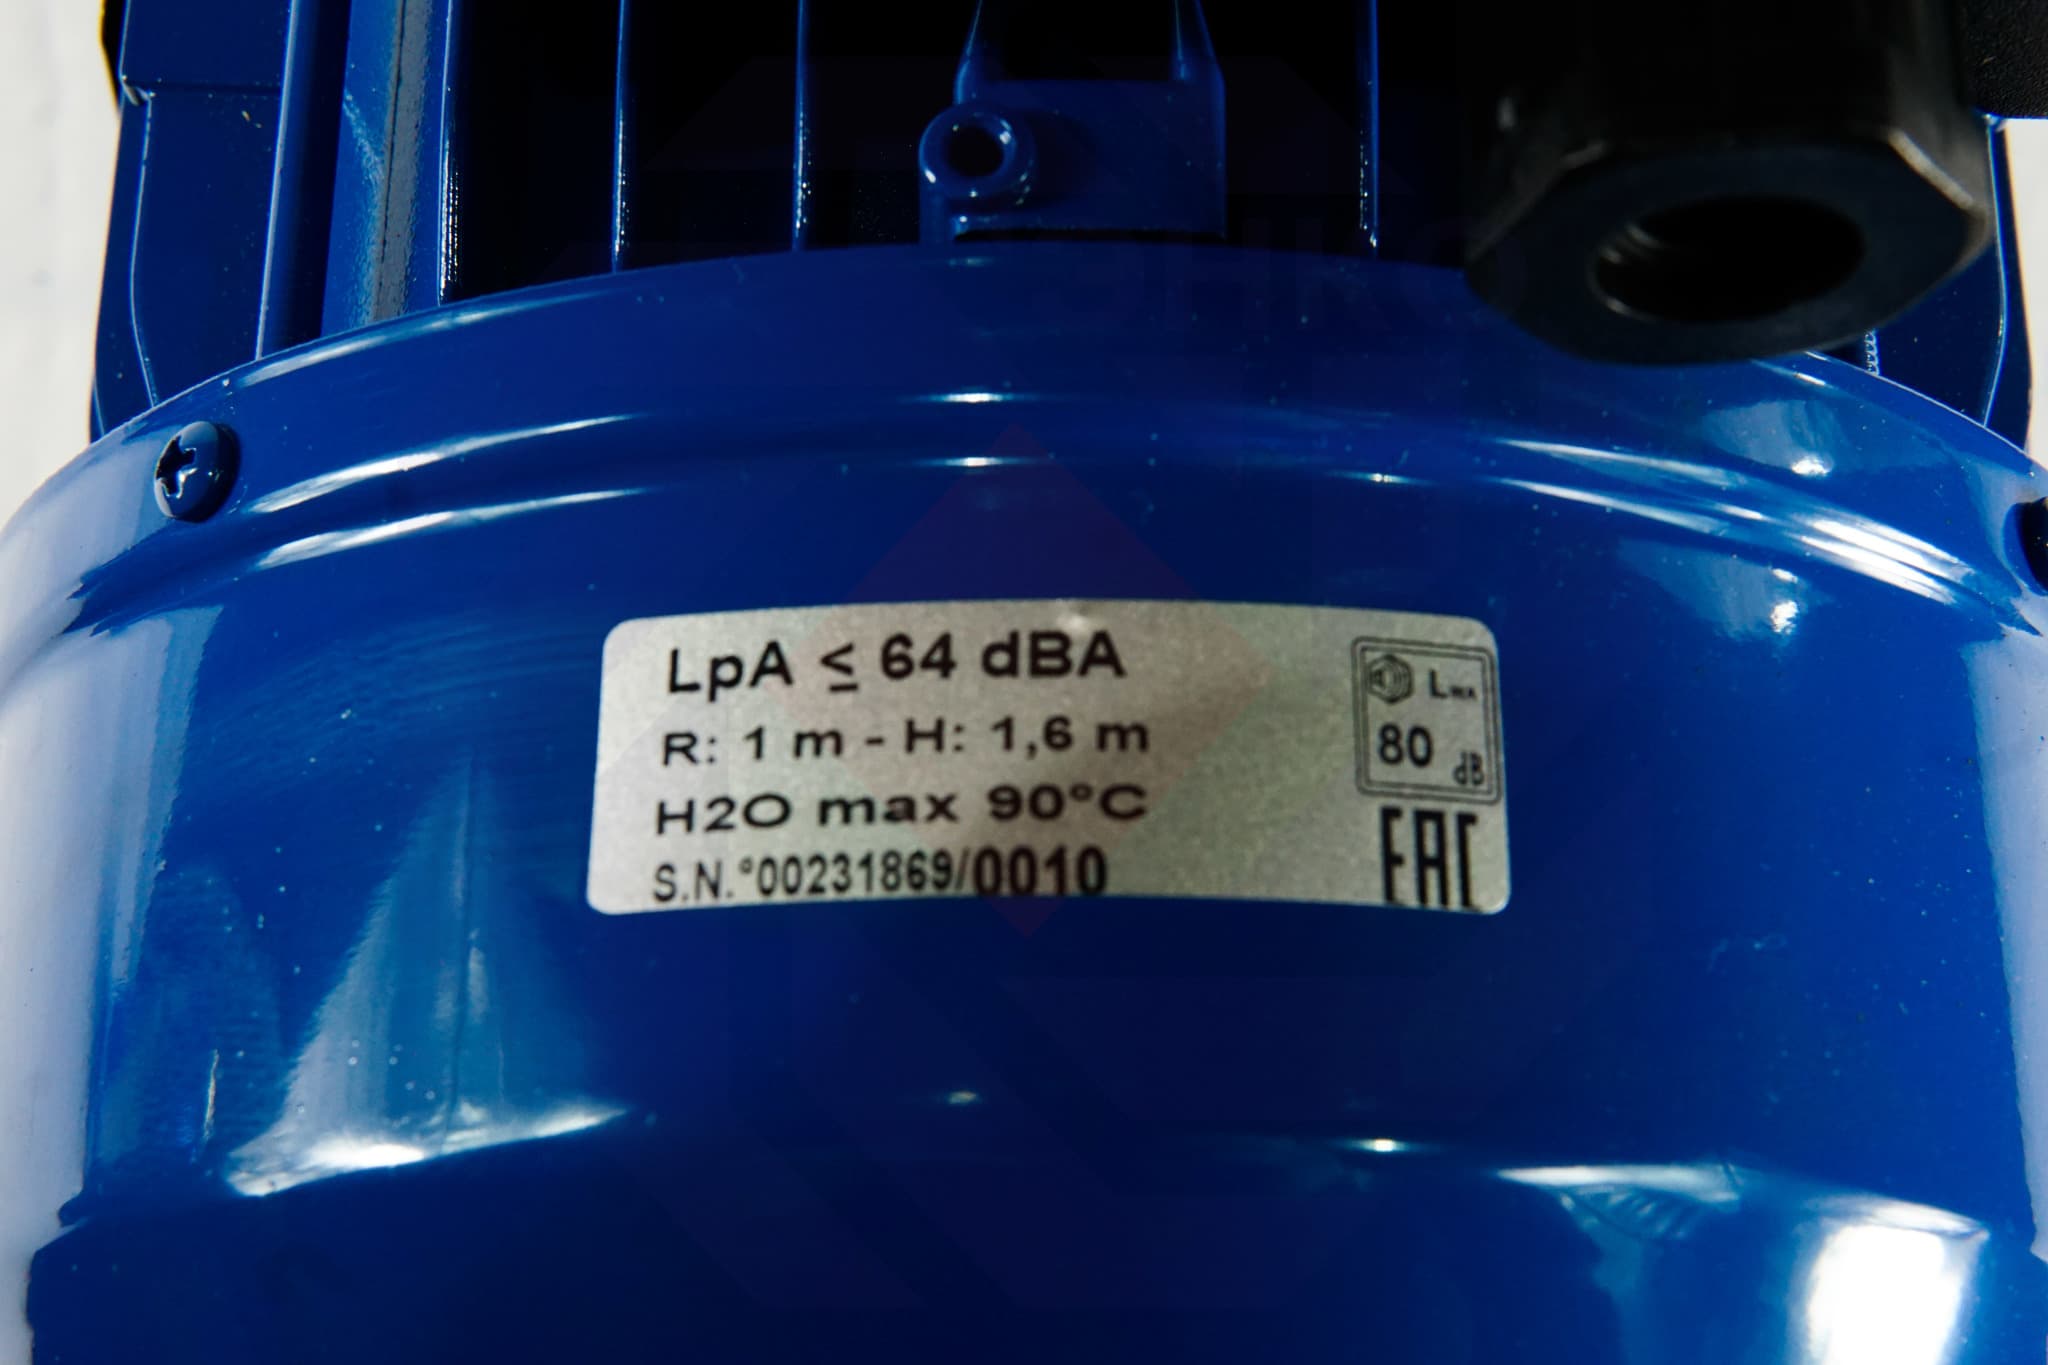 LpA ≤ 64 dBA
R: 1 m - H: 1,6 m
H2O max 90°C
S.N.°00231869/0010
LWA
80 dB
EAC